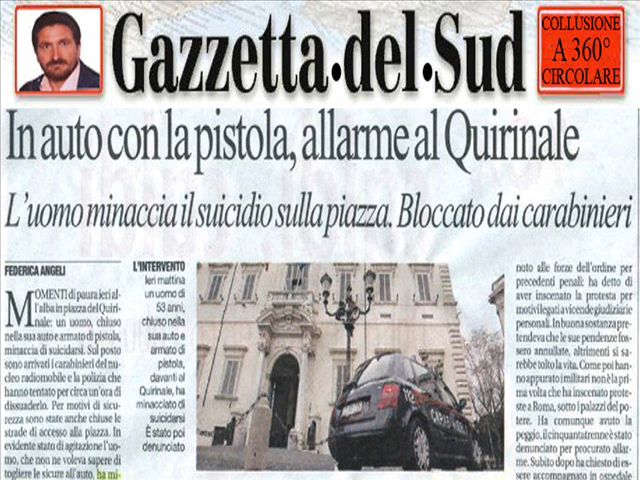 Gazzetta·del·Sud
COLLUSIONE
A 360°
CIRCOLARE
In auto con la pistola, allarme al Quirinale
L'uomo minaccia il suicidio sulla piazza. Bloccato dai carabinieri
FEDERICA ANGELI
MOMENTI di paura ieri al-
l'alba in piazza del Quiri-
nale: un uomo, chiuso
nella sua auto e armato di pistola,
minaccia di suicidarsi. Sul posto
sono arrivati i carabinieri del nu-
cleo radiomobile e la polizia che
hanno tentato per circa un'ora di
dissuaderlo. Per motivi di sicu-
rezza sono state anche chiuse le
strade di accesso alla piazza. In
evidente stato di agitazione l'uo-
mo, che non ne voleva sapere di
togliere le sicure all'auto, ha mi-
L'INTERVENTO
Ieri mattina
un uomo di
53 anni,
chiuso nella
sua auto e
armato di
pistola,
davanti al
Quirinale, ha
minacciato di
suicidarsi
È stato poi
denunciato
noto alle forze dell'ordine per
precedenti penali: ha detto di
aver inscenato la protesta per
motivi legati a vicende giudiziarie
personali. In buona sostanza pre-
tendeva che le sue pendenze fos-
sero annullate, altrimenti si sa-
rebbe tolto la vita. Come poi han-
no appurato i militari non è la pri-
ma volta che ha inscenato prote-
ste a Roma, sotto i palazzi del po-
tere. Ha comunque avuto la
peggio, il cinquantatrenne è stato
denunciato per procurato allar-
me. Subito dopo ha chiesto di es-
sere accompagnato in ospedale